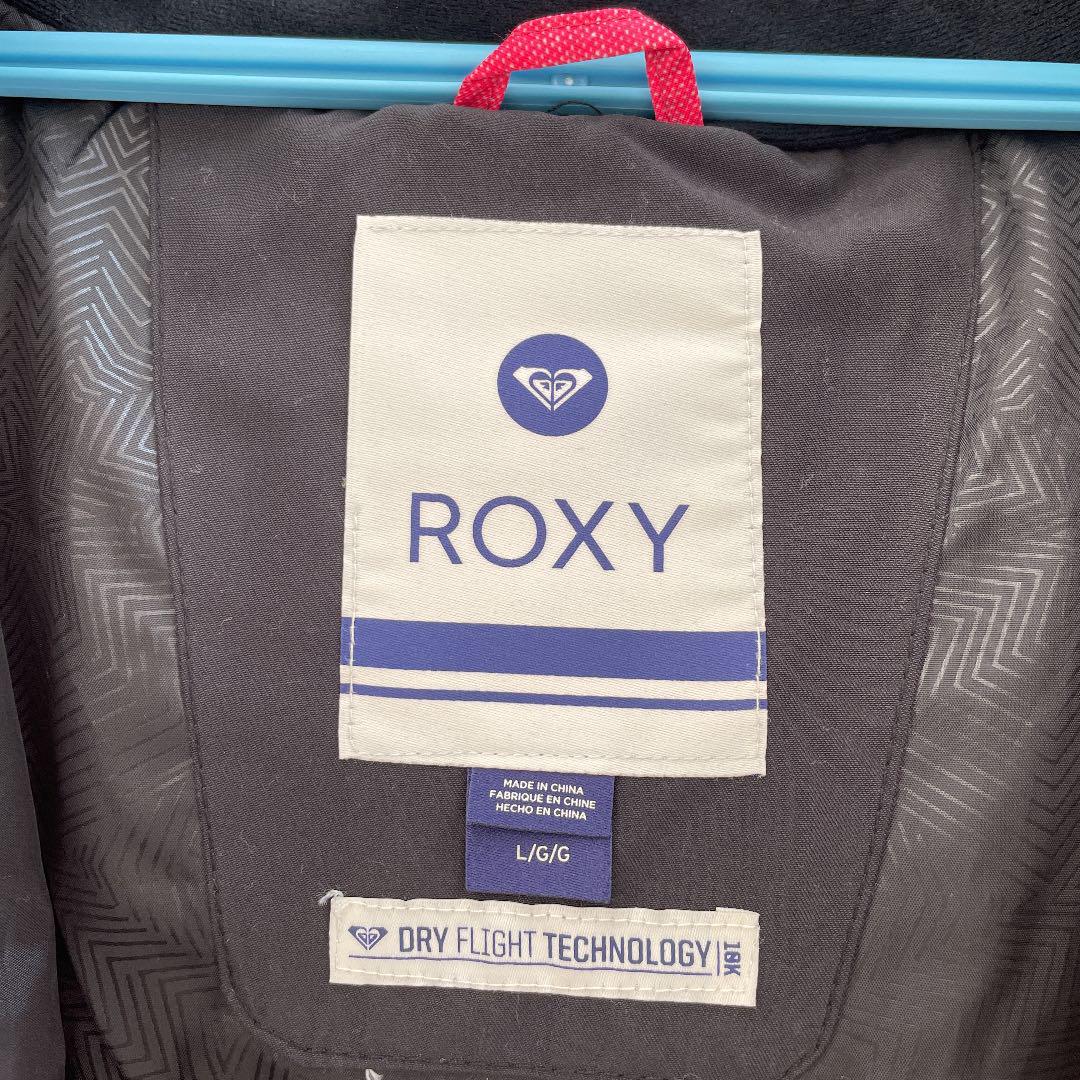 ROXY
MADE IN CHINA
FABRIQUE EN CHINE
HECHO EN CHINA
L/G/G
DRY FLIGHT TECHNOLOGY 10K